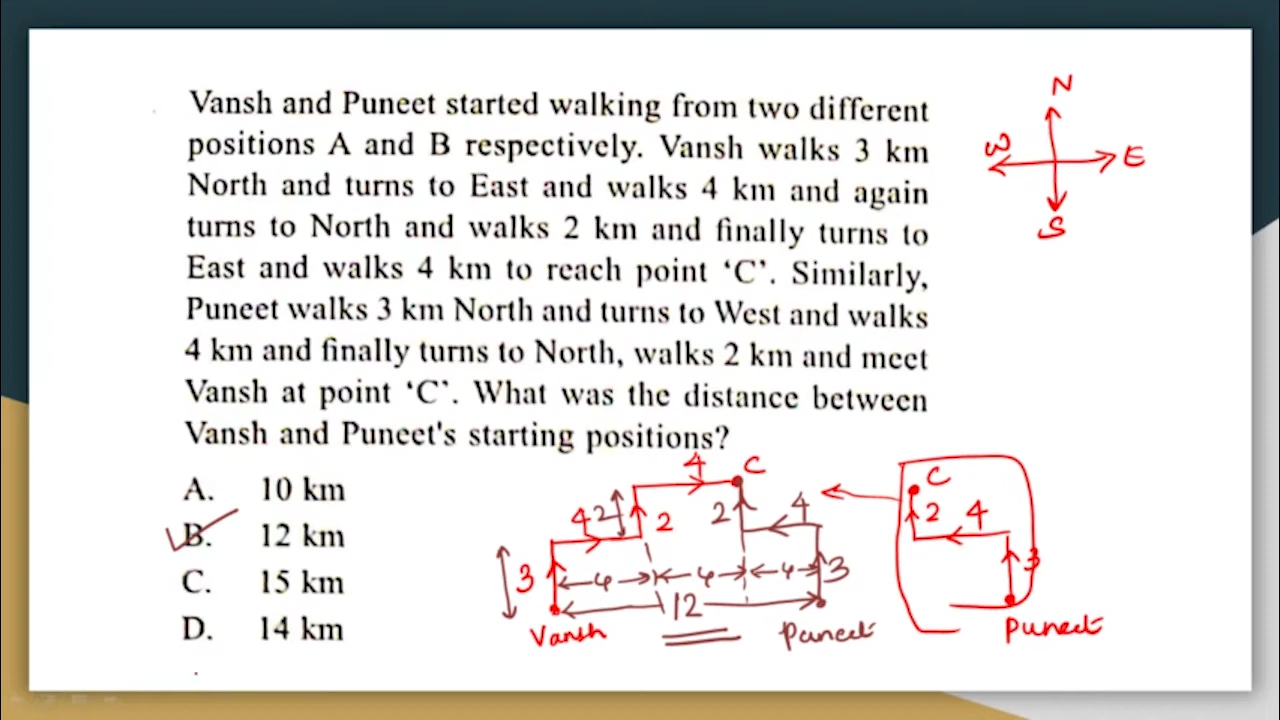 Vansh and Puneet started walking from two different
positions A and B respectively. Vansh walks 3 km
North and turns to East and walks 4 km and again
turns to North and walks 2 km and finally turns to
East and walks 4 km to reach point ‘C’. Similarly,
Puneet walks 3 km North and turns to West and walks
4 km and finally turns to North, walks 2 km and meet
Vansh at point ‘C’. What was the distance between
Vansh and Puneet's starting positions?
A. 10 km
B. 12 km
C. 15 km
D. 14 km
N
W E
S
4 C
4 2 2 2 4
3 4 4 4 3
12
Vansh Puneet
C
2 4
3
Puneet